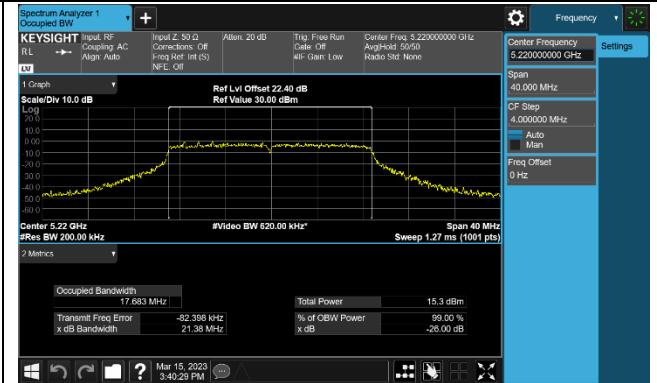 Spectrum Analyzer 1
Occupied BW
Frequency
KEYSIGHT
Input: RF
Input Z: 50 Ω
Atten: 20 dB
Trig: Free Run
Center Freq: 5.220000000 GHz
RL
Coupling: AC
Corrections: Off
Gate: Off
Avg|Hold: 50/50
Align: Auto
Freq Ref: Int (S)
#IF Gain: Low
Radio Std: None
LXI
NFE: Off
Center Frequency
5.220000000 GHz
Settings
Span
40.000 MHz
CF Step
4.000000 MHz
Auto
Man
Freq Offset
0 Hz
1 Graph
Ref Lvl Offset 22.40 dB
Scale/Div 10.0 dB
Ref Value 30.00 dBm
Log
20.0
10.0
0.00
-10.0
-20.0
-30.0
-40.0
-50.0
-60.0
Center 5.22 GHz
#Video BW 620.00 kHz*
Span 40 MHz
#Res BW 200.00 kHz
Sweep 1.27 ms (1001 pts)
2 Metrics
Occupied Bandwidth
17.683 MHz
Total Power
15.3 dBm
Transmit Freq Error
-82.398 kHz
% of OBW Power
99.00 %
x dB Bandwidth
21.38 MHz
x dB
-26.00 dB
Mar 15, 2023
3:40:29 PM